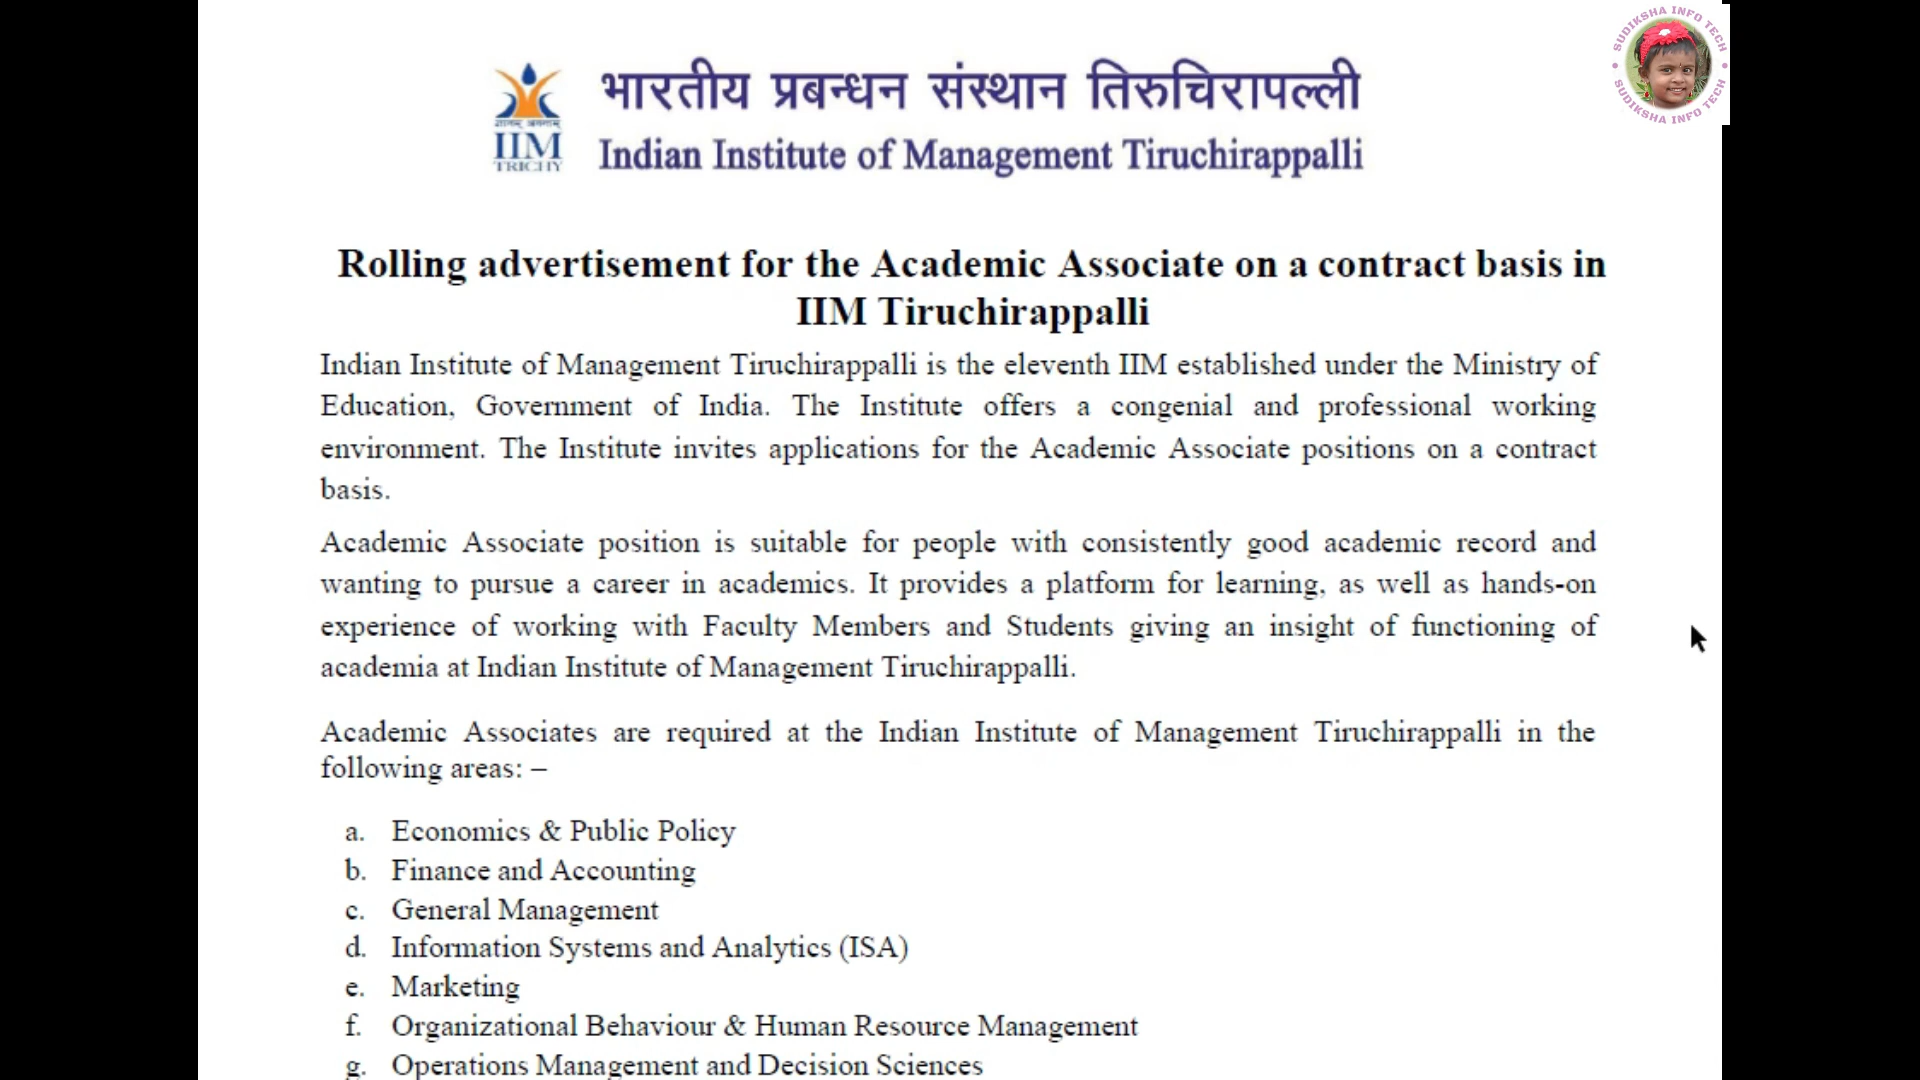 भारतीय प्रबन्धन संस्थान तिरुचिरापल्ली
Indian Institute of Management Tiruchirappalli
IIM
TRICHY
SUDIKSHA INFO TECH
SUDIKSHA INFO TECH
Rolling advertisement for the Academic Associate on a contract basis in
IIM Tiruchirappalli
Indian Institute of Management Tiruchirappalli is the eleventh IIM established under the Ministry of
Education, Government of India. The Institute offers a congenial and professional working
environment. The Institute invites applications for the Academic Associate positions on a contract
basis.
Academic Associate position is suitable for people with consistently good academic record and
wanting to pursue a career in academics. It provides a platform for learning, as well as hands-on
experience of working with Faculty Members and Students giving an insight of functioning of
academia at Indian Institute of Management Tiruchirappalli.
Academic Associates are required at the Indian Institute of Management Tiruchirappalli in the
following areas: –
a. Economics & Public Policy
b. Finance and Accounting
c. General Management
d. Information Systems and Analytics (ISA)
e. Marketing
f. Organizational Behaviour & Human Resource Management
g. Operations Management and Decision Sciences